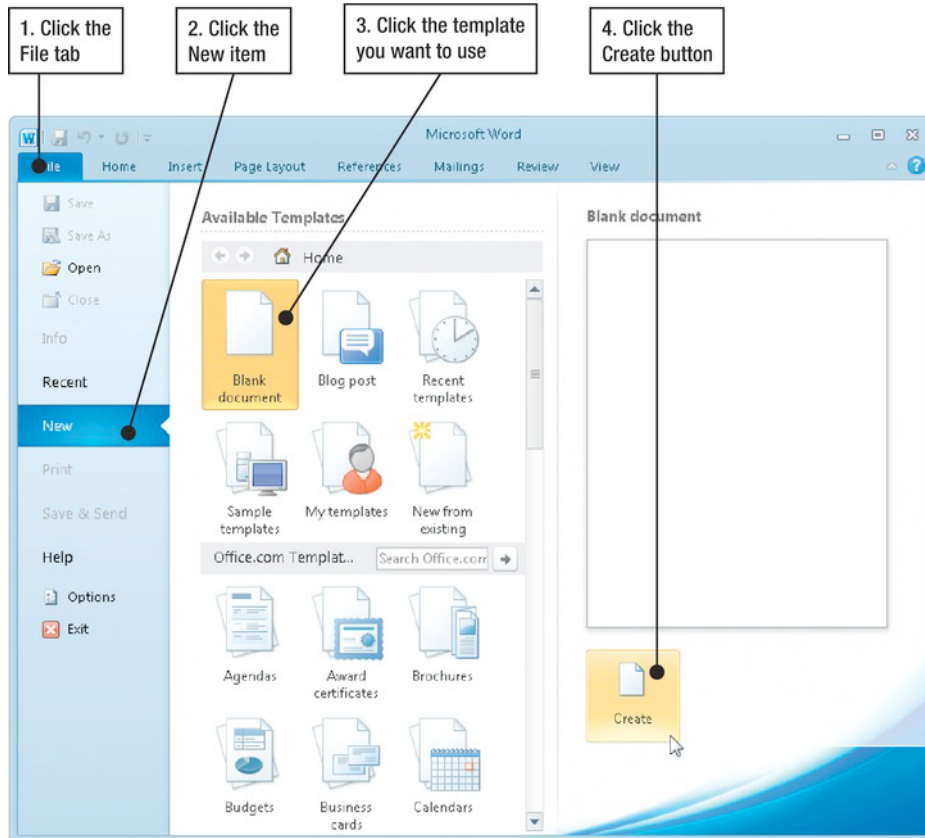 1. Click the
File tab
2. Click the
New item
3. Click the template
you want to use
4. Click the
Create button
W
Microsoft Word
File Home Insert Page Layout References Mailings Review View
?
Save
Save As
Open
Close
Info
Recent
New
Print
Save & Send
Help
Options
Exit
Available Templates
Home
Blank
document
Blog post
Recent
templates
Sample
templates
My templates
New from
existing
Office.com Templat...
Search Office.com
Agendas
Award
certificates
Brochures
Budgets
Business
cards
Calendars
Blank document
Create